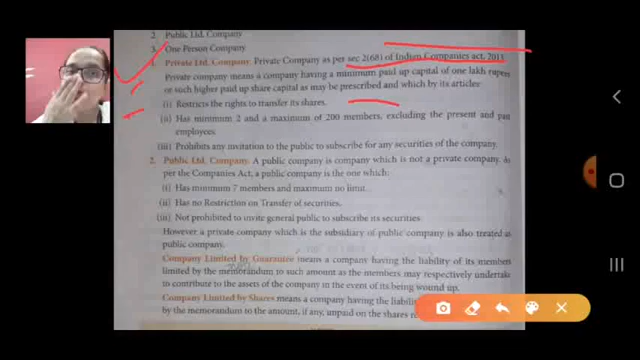 2. Public Ltd. Company
3. One Person Company
1. Private Ltd. Company. Private Company as per sec 2(68) of Indian Companies act, 2013
Private company means a company having a minimum paid up capital of one lakh rupees
or such higher paid up share capital as may be prescribed and which by its articles
(i) Restricts the rights to transfer its shares.
(ii) Has minimum 2 and a maximum of 200 members, excluding the present and past
employees.
(iii) Prohibits any invitation to the public to subscribe for any securities of the company.
2. Public Ltd. Company. A public company is company which is not a private company. As
per the Companies Act, A public company is the one which:
(i) Has minimum 7 members and maximum no limit.
(ii) Has no Restriction on Transfer of securities.
(iii) Not prohibited to invite general public to subscribe its securities.
However a private company which is the subsidiary of public company is also treated as
public company.
Company Limited by Guarantee means a company having the liability of its members
limited by the memorandum to such amount as the members may respectively undertake
to contribute to the assets of the company in the event of its being wound up.
Company Limited by Shares means a company having the liability
by the memorandum to the amount, if any, unpaid on the shares